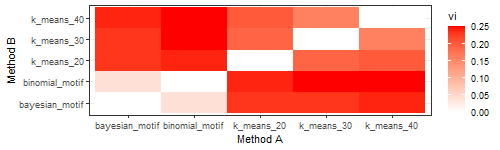 vi
k_means_40
k_means_30
k_means_20
binomial_motif
bayesian_motif
Method B
0.25
0.20
0.15
0.10
0.05
0.00
bayesian_motif binomial_motif k_means_20 k_means_30 k_means_40
Method A